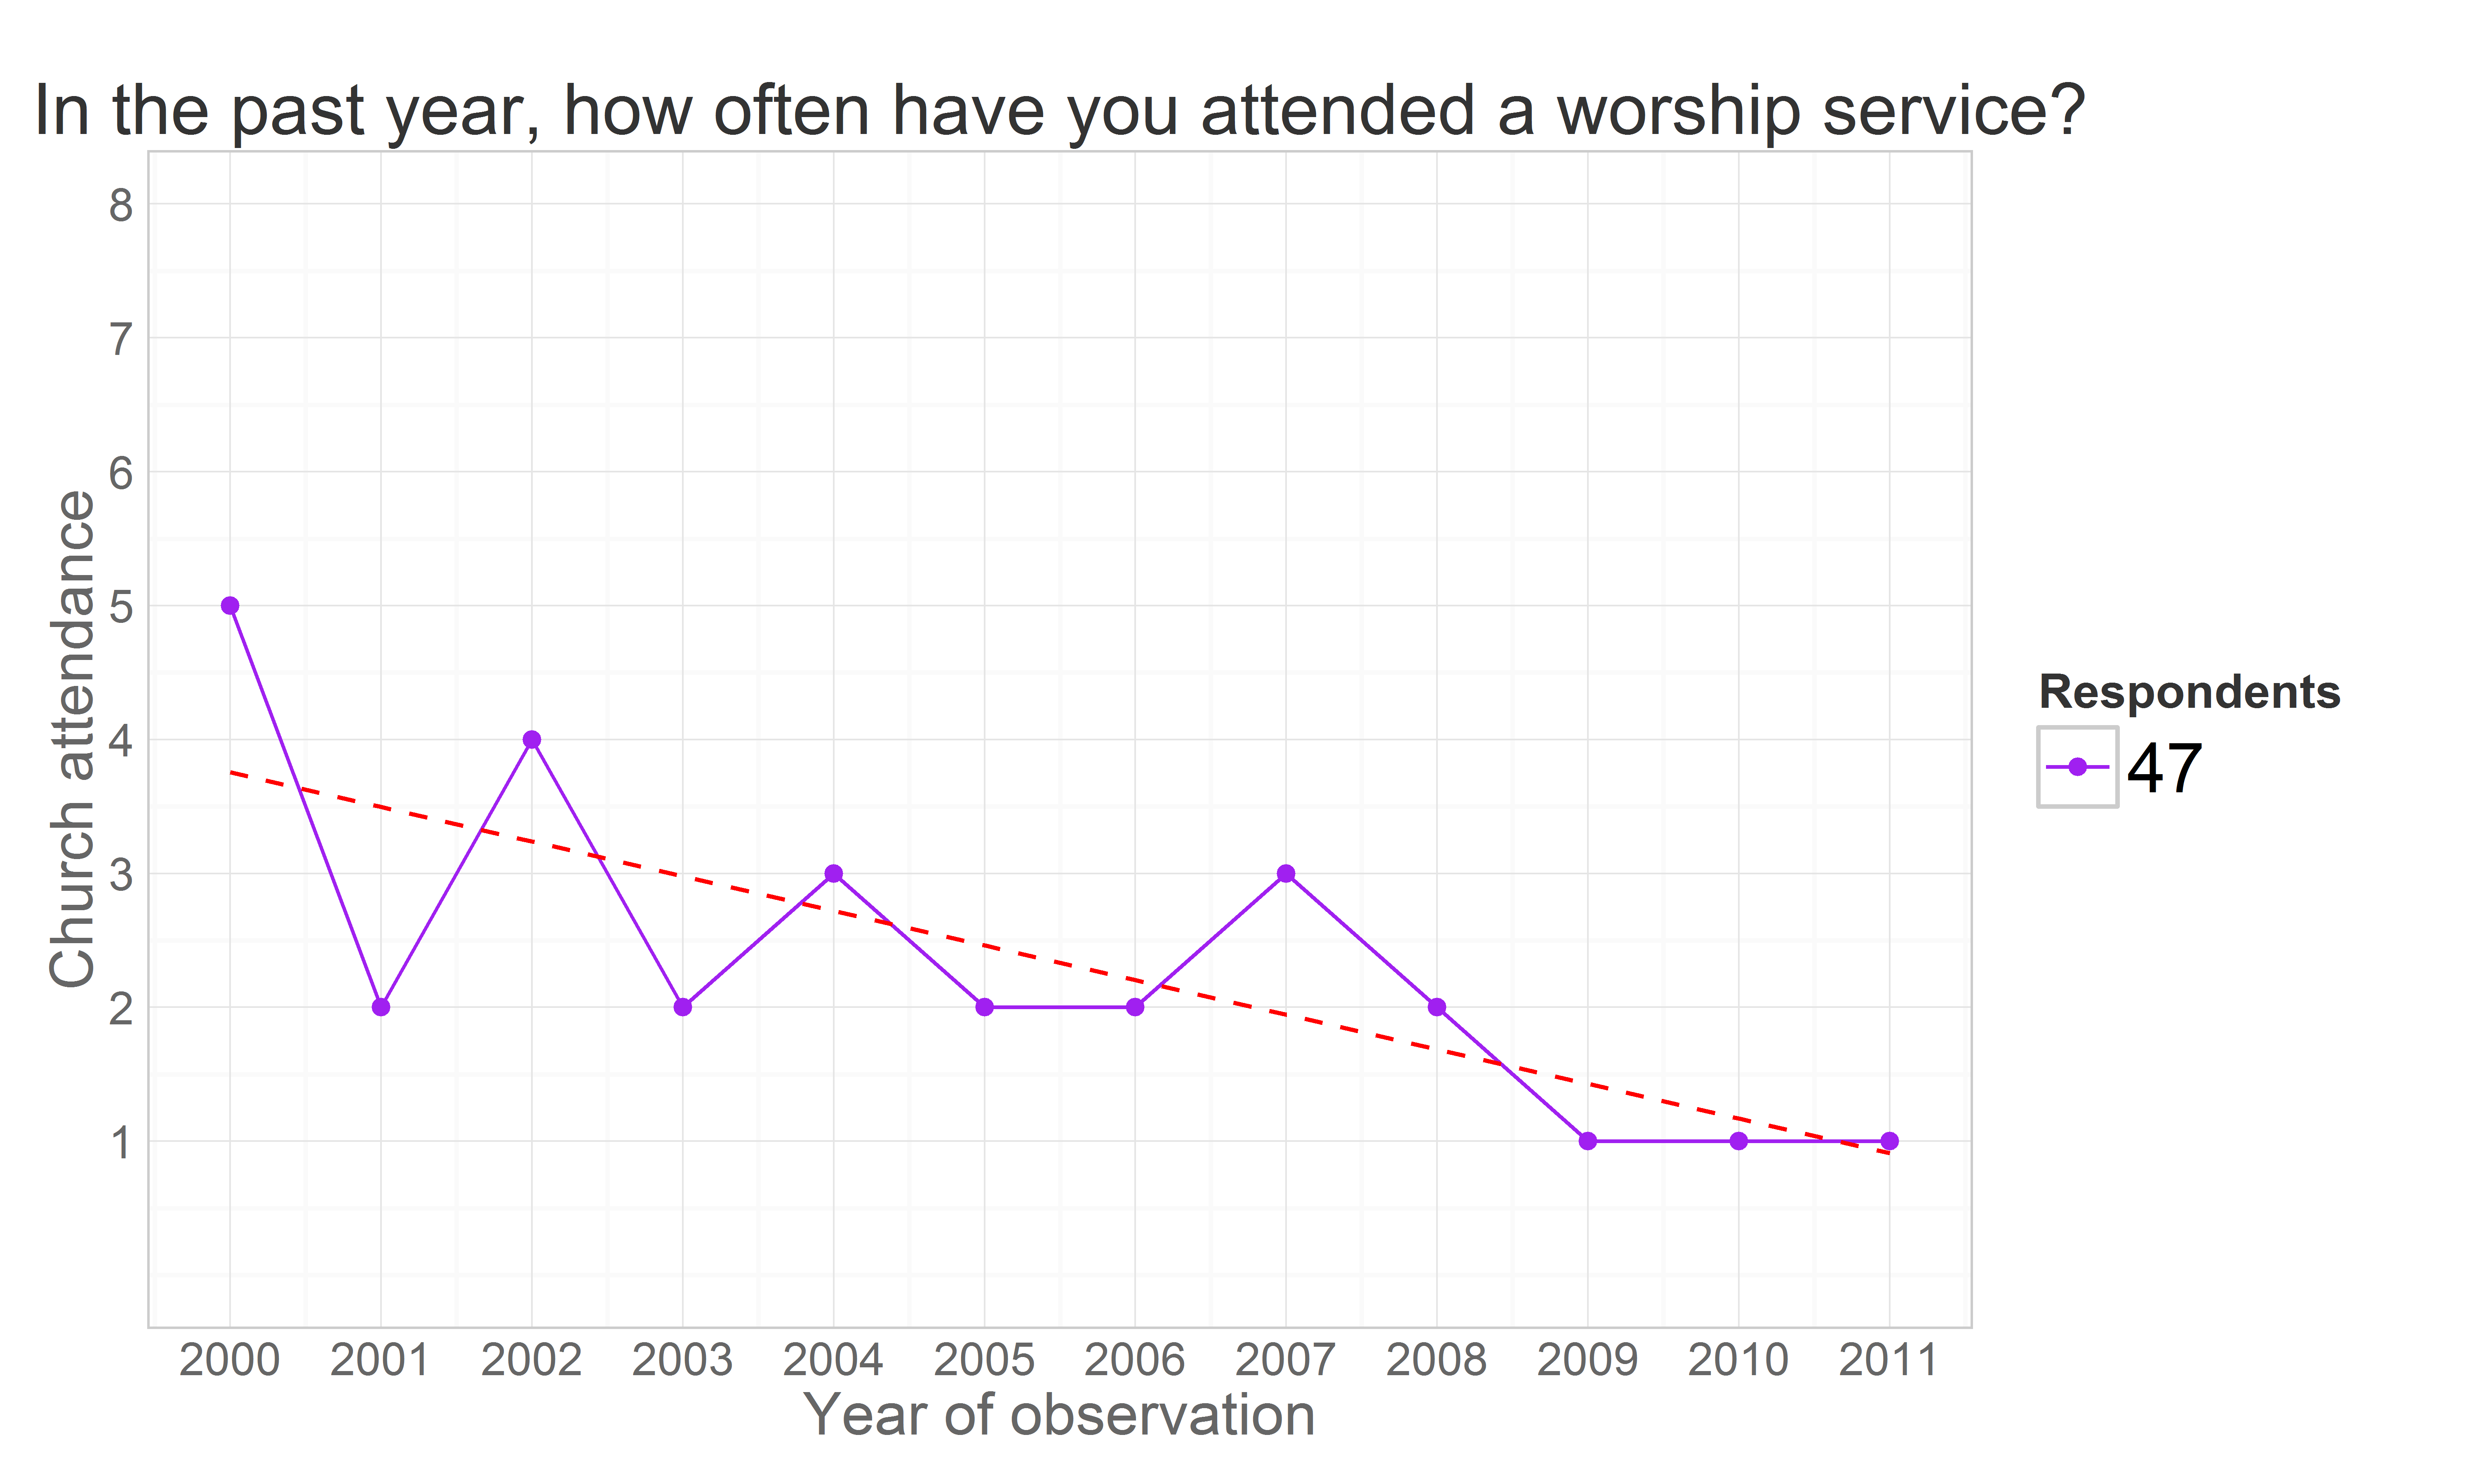 In the past year, how often have you attended a worship service?
8
7
6
5
4
3
2
1
Church attendance
2000 2001 2002 2003 2004 2005 2006 2007 2008 2009 2010 2011
Year of observation
Respondents
47